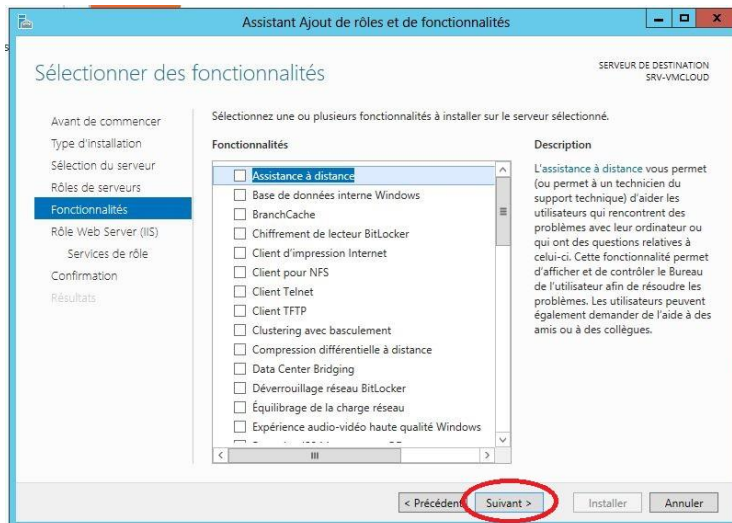 Assistant Ajout de rôles et de fonctionnalités
Sélectionner des fonctionnalités
SERVEUR DE DESTINATION
SRV-VMCLOUD
Avant de commencer
Type d'installation
Sélection du serveur
Rôles de serveurs
Fonctionnalités
Rôle Web Server (IIS)
Services de rôle
Confirmation
Résultats
Sélectionnez une ou plusieurs fonctionnalités à installer sur le serveur sélectionné.
Fonctionnalités
Assistance à distance
Base de données interne Windows
BranchCache
Chiffrement de lecteur BitLocker
Client d'impression Internet
Client pour NFS
Client Telnet
Client TFTP
Clustering avec basculement
Compression différentielle à distance
Data Center Bridging
Déverrouillage réseau BitLocker
Équilibrage de la charge réseau
Expérience audio-vidéo haute qualité Windows
Description
L'assistance à distance vous permet
(ou permet à un technicien du
support technique) d'aider les
utilisateurs qui rencontrent des
problèmes avec leur ordinateur ou
qui ont des questions relatives à
celui-ci. Cette fonctionnalité permet
d'afficher et de contrôler le Bureau
de l'utilisateur afin de résoudre les
problèmes. Les utilisateurs peuvent
également demander de l'aide à des
amis ou à des collègues.
< Précédent
Suivant >
Installer
Annuler